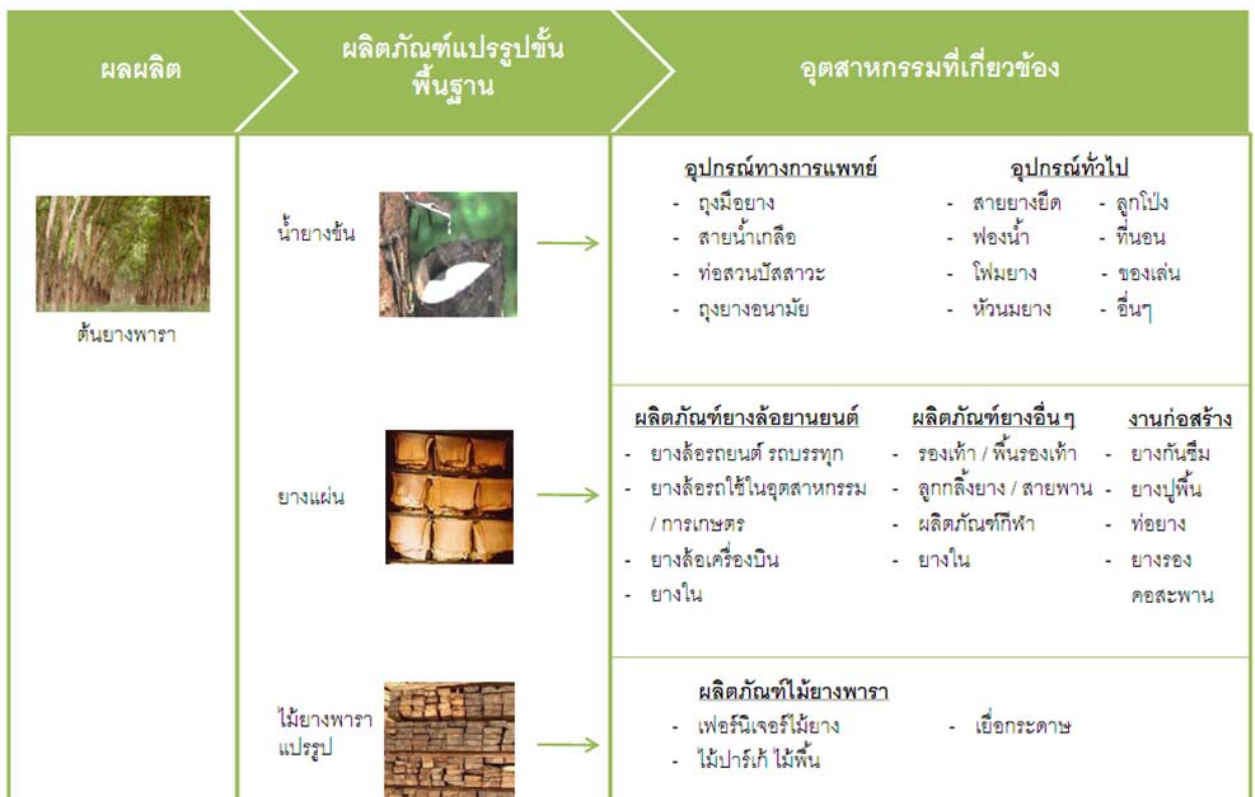 ผลผลิต
ผลิตภัณฑ์แปรรูปขั้น
พื้นฐาน
อุตสาหกรรมที่เกี่ยวข้อง
ต้นยางพารา
น้ำยางข้น
อุปกรณ์ทางการแพทย์
- ถุงมือยาง
- สายน้ำเกลือ
- ท่อสวนปัสสาวะ
- ถุงยางอนามัย
อุปกรณ์ทั่วไป
- สายยางยืด - ลูกโป่ง
- ฟองน้ำ - ที่นอน
- โฟมยาง - ของเล่น
- หัวนมยาง - อื่นๆ
ยางแผ่น
ผลิตภัณฑ์ยางล้อยานยนต์
- ยางล้อรถยนต์ รถบรรทุก
- ยางล้อรถใช้ในอุตสาหกรรม
/ การเกษตร
- ยางล้อเครื่องบิน
- ยางใน
ผลิตภัณฑ์ยางอื่นๆ
- รองเท้า / พื้นรองเท้า
- ลูกกลิ้งยาง / สายพาน
- ผลิตภัณฑ์กีฬา
- ยางใน
งานก่อสร้าง
- ยางกันซึม
- ยางปูพื้น
- ท่อยาง
- ยางรอง
คอสะพาน
ไม้ยางพารา
แปรรูป
ผลิตภัณฑ์ไม้ยางพารา
- เฟอร์นิเจอร์ไม้ยาง - เยื่อกระดาษ
- ไม้ปาร์เก้ ไม้พื้น